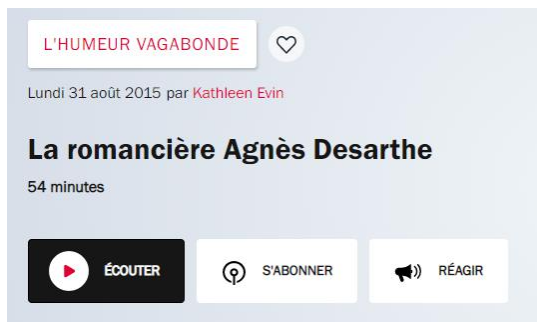 L'HUMEUR VAGABONDE
Lundi 31 août 2015 par Kathleen Evin
La romancière Agnès Desarthe
54 minutes
ÉCOUTER S'ABONNER RÉAGIR